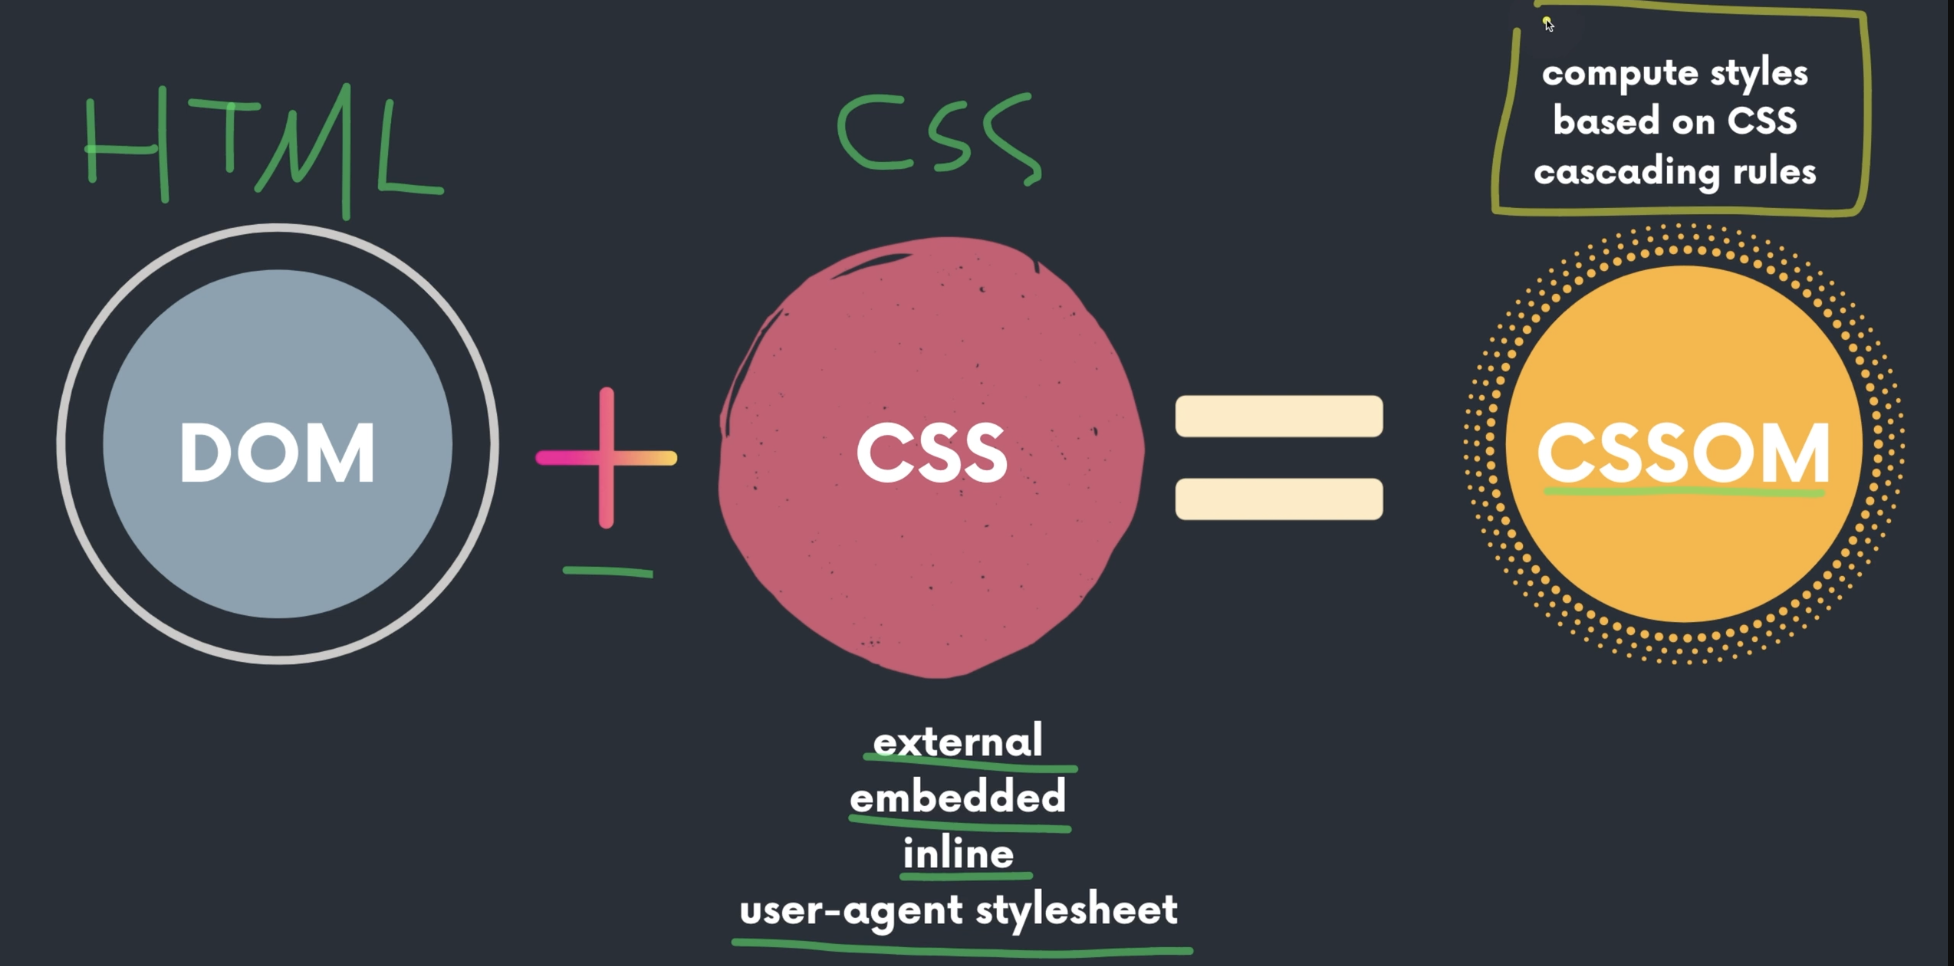 HTML
CSS
compute styles
based on CSS
cascading rules
DOM
CSS
CSSOM
external
embedded
inline
user-agent stylesheet